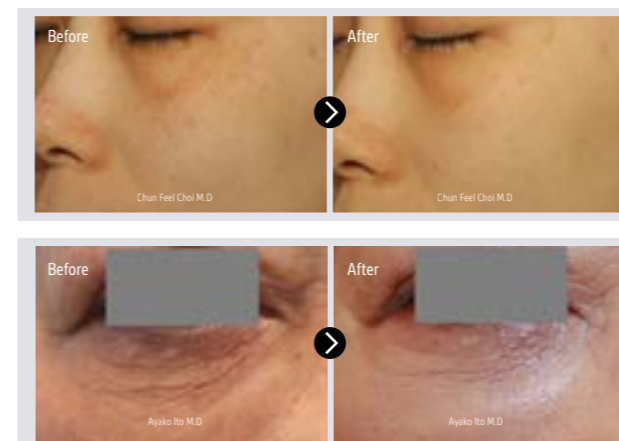 Before
After
Chun Feel Choi M.D
Chun Feel Choi M.D
Before
After
Ayako Ito M.D
Ayako Ito M.D